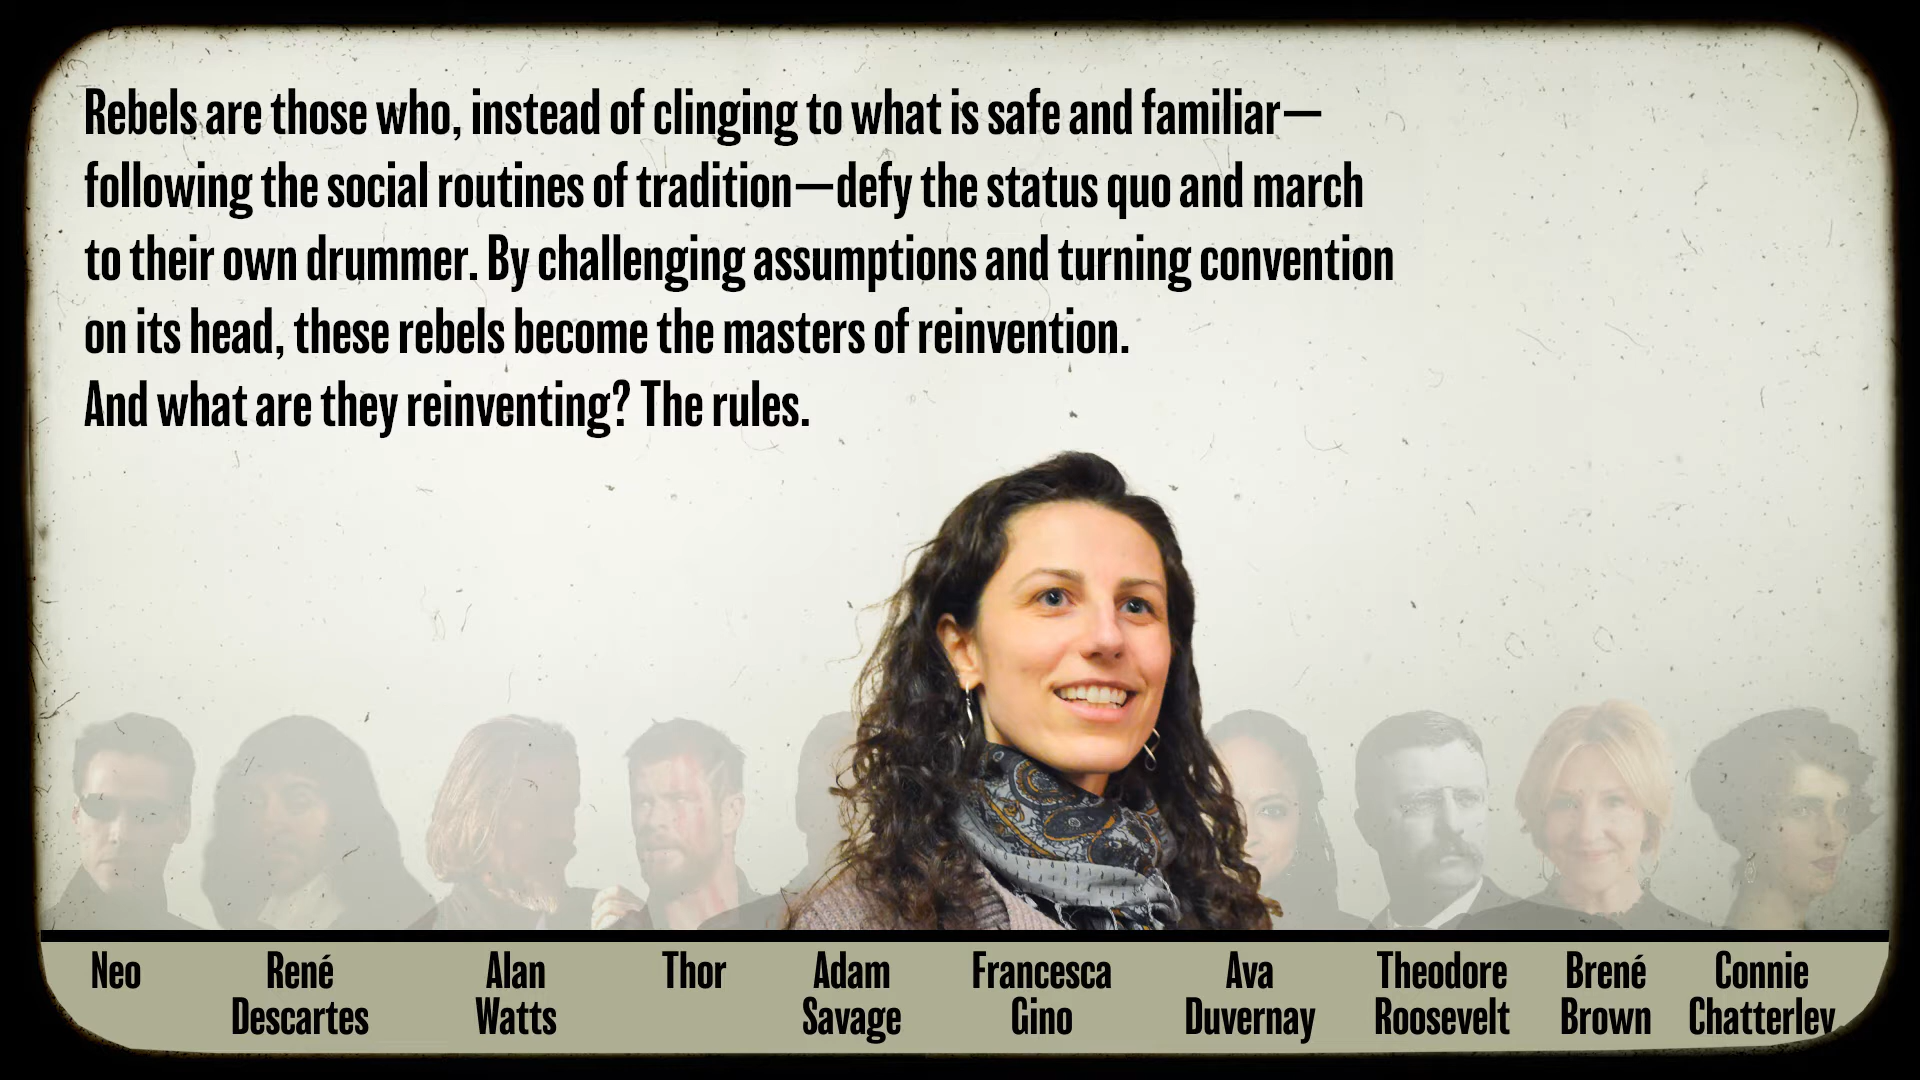 Rebels are those who, instead of clinging to what is safe and familiar—
following the social routines of tradition—defy the status quo and march
to their own drummer. By challenging assumptions and turning convention
on its head, these rebels become the masters of reinvention.
And what are they reinventing? The rules.
Neo
René
Descartes
Alan
Watts
Thor
Adam
Savage
Francesca
Gino
Ava
Duvernay
Theodore
Roosevelt
Brené
Brown
Connie
Chatterley